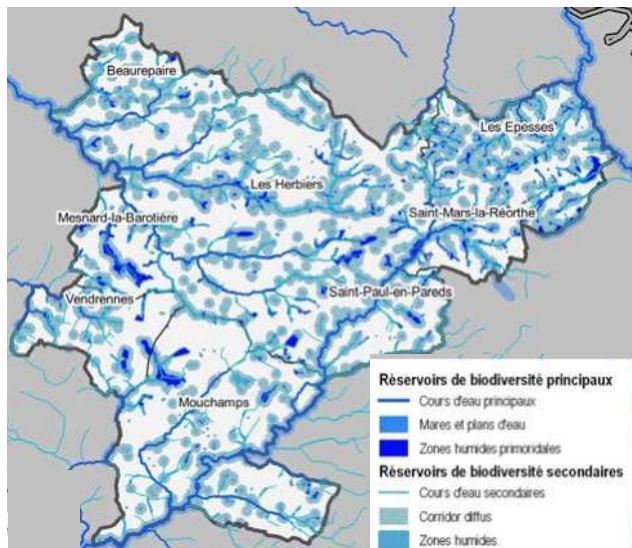 Beaurepaire
Les Epesses
Les Herbiers
Mesnard-la-Barotière
Saint-Mars-la-Réorthe
Vendrennes
Saint-Paul-en-Pareds
Mouchamps
Réservoirs de biodiversité principaux
Cours d'eau principaux
Mares et plans d'eau
Zones humides primoridales
Réservoirs de biodiversité secondaires
Cours d'eau secondaires
Corridor diffus
Zones humides